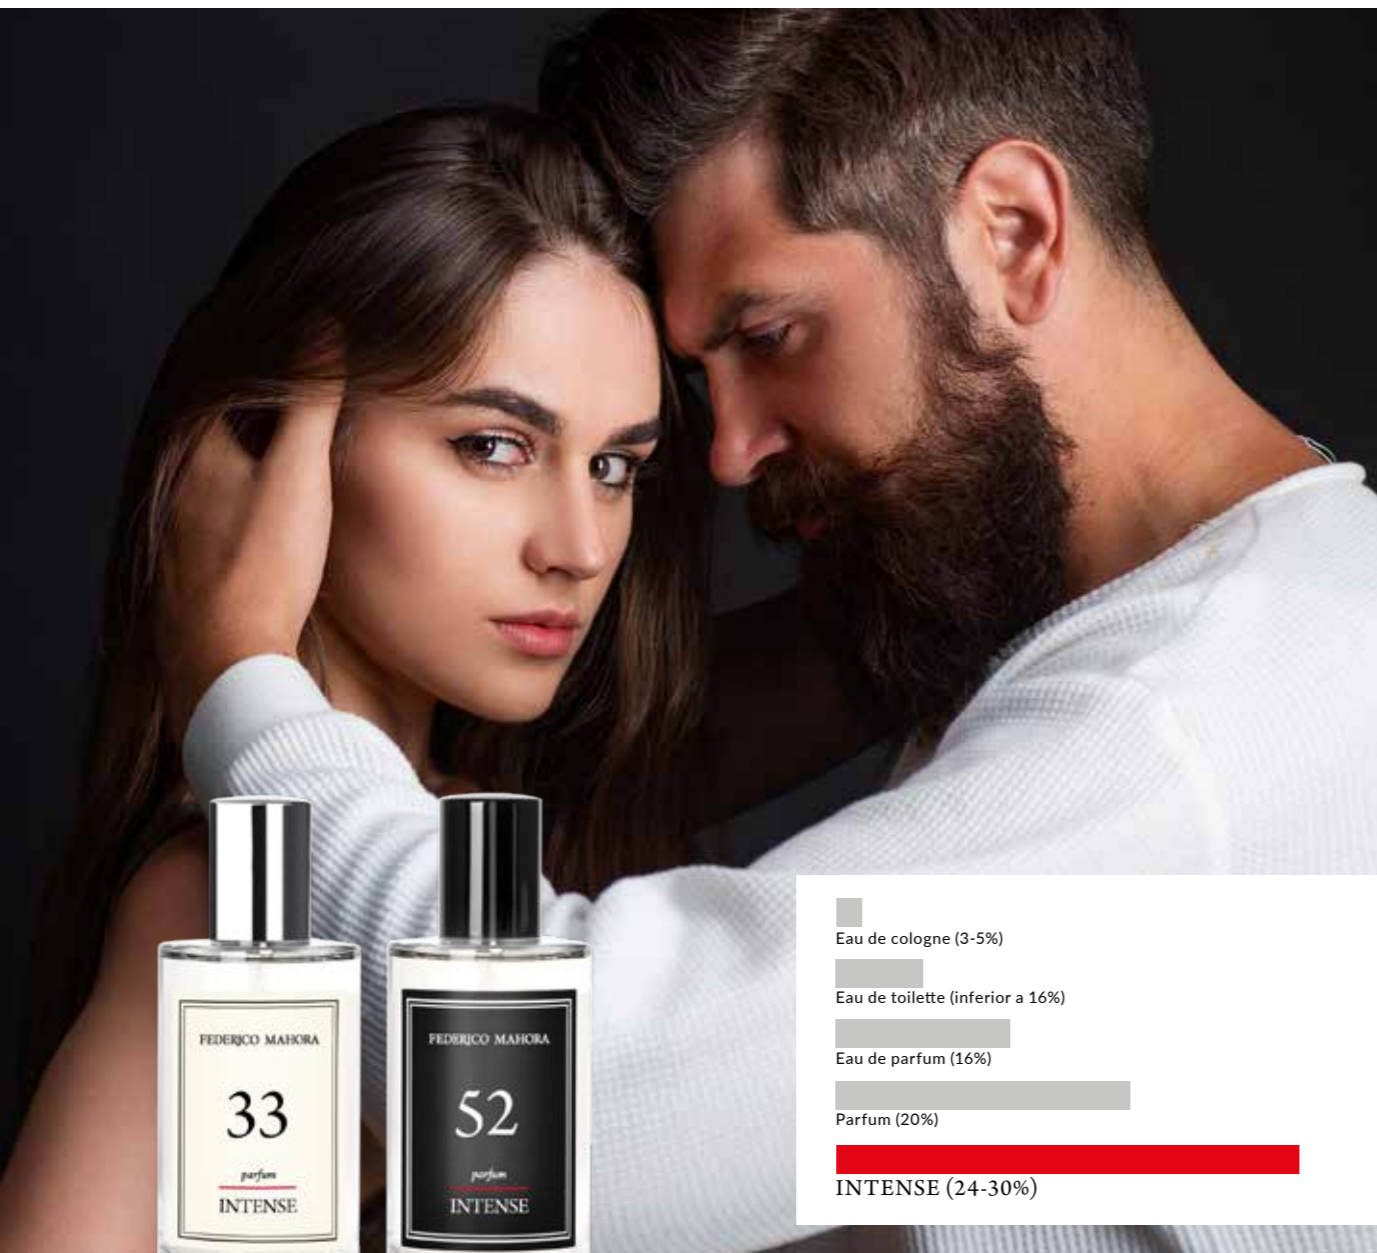 FEDERICO MAHORA
33
parfum
INTENSE
FEDERICO MAHORA
52
parfum
INTENSE
Eau de cologne (3-5%)
Eau de toilette (inferior a 16%)
Eau de parfum (16%)
Parfum (20%)
INTENSE (24-30%)